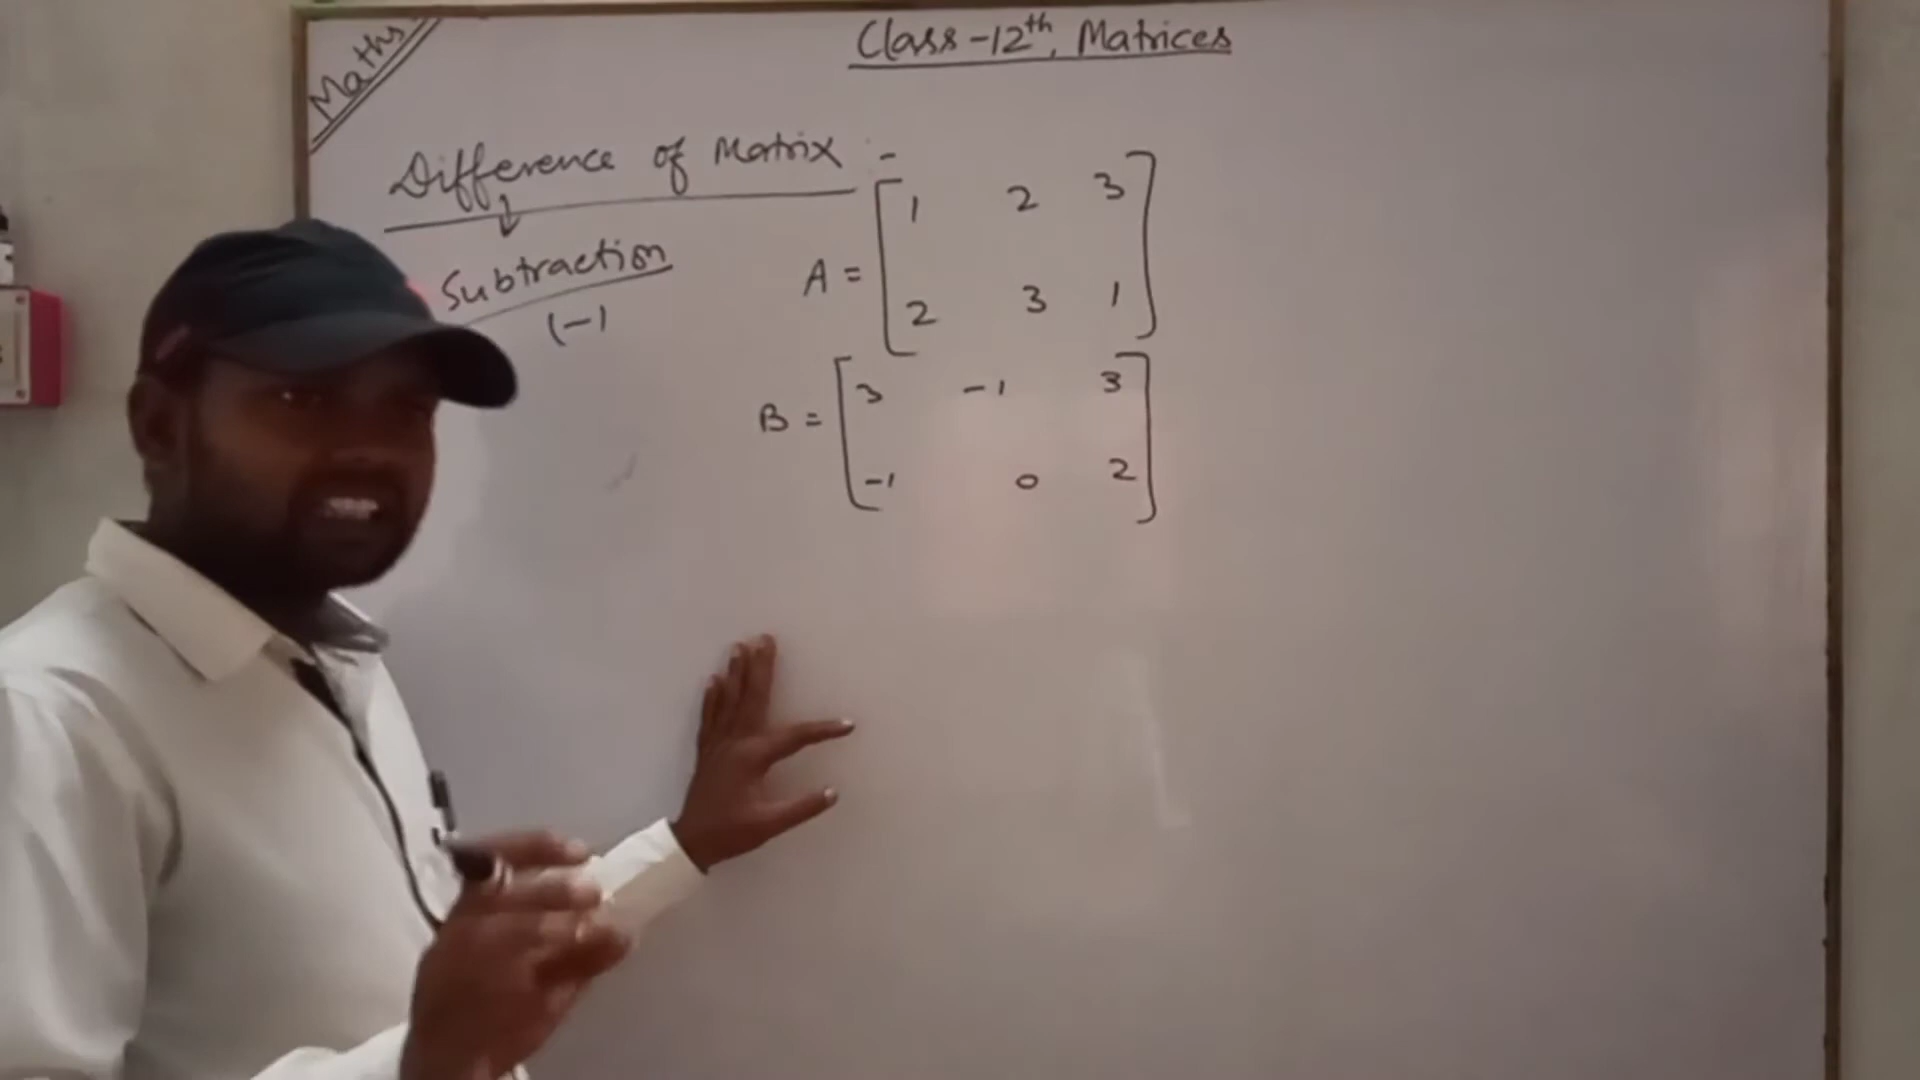 Maths
Class-12th, Matrices
Difference of Matrix :-
↓
Subtraction
(-)
A = [1 2 3
2 3 1]
B = [3 -1 3
-1 0 2]